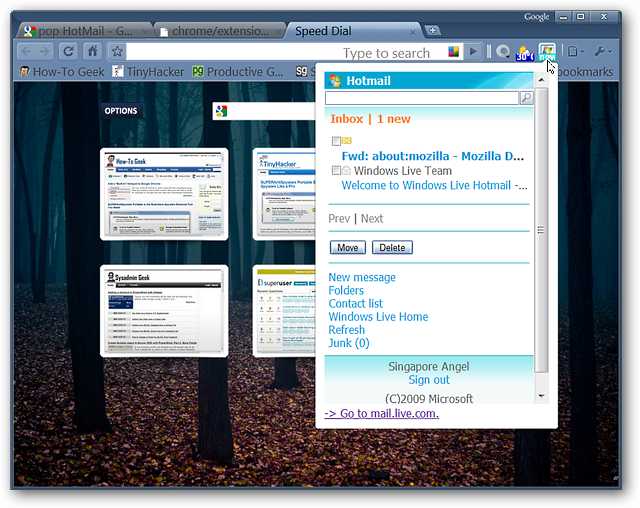 Google
pop HotMail - G...
chrome/extensio...
Speed Dial
Type to search
30°
new
How-To Geek
TinyHacker
Productive G...
bookmarks
OPTIONS
How-To Geek
TinyHacker
Sysadmin Geek
superuser
Hotmail
Inbox | 1 new
Fwd: about:mozilla - Mozilla D...
Windows Live Team
Welcome to Windows Live Hotmail -...
Prev | Next
Move Delete
New message
Folders
Contact list
Windows Live Home
Refresh
Junk (0)
Singapore Angel
Sign out
(C)2009 Microsoft
-> Go to mail.live.com.